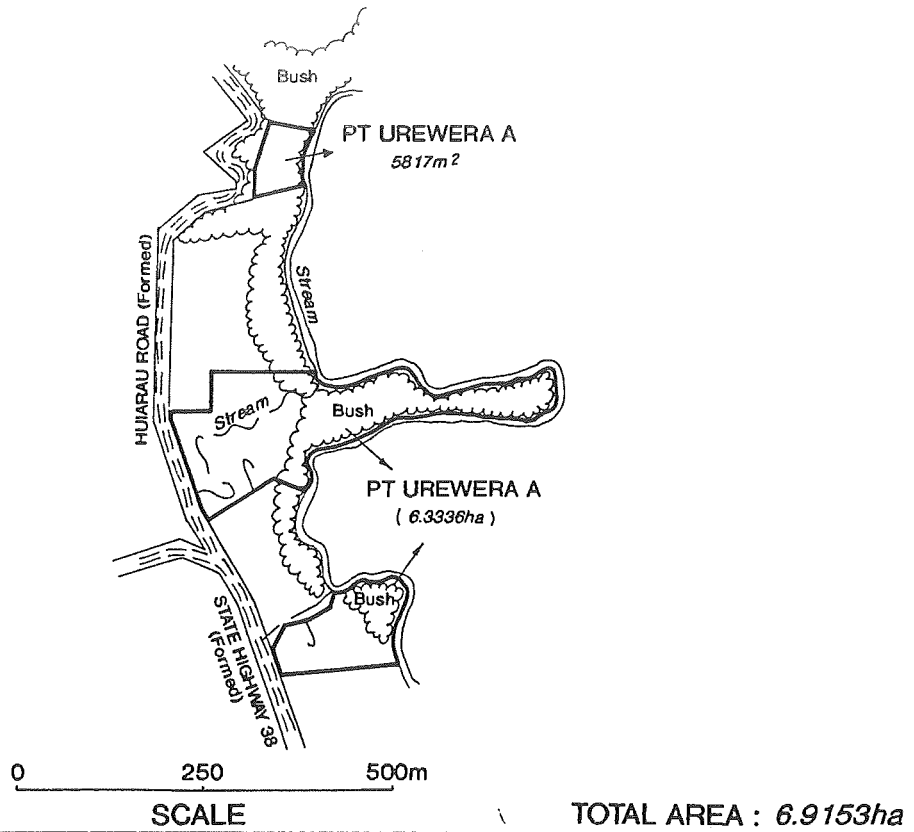 Bush
PT UREWERA A
5817m²
HUIARAU ROAD (Formed)
Stream
Stream
Bush
PT UREWERA A
( 6.3336ha )
Bush
STATE HIGHWAY 38
(Formed)
0 250 500m
SCALE
TOTAL AREA : 6.9153ha